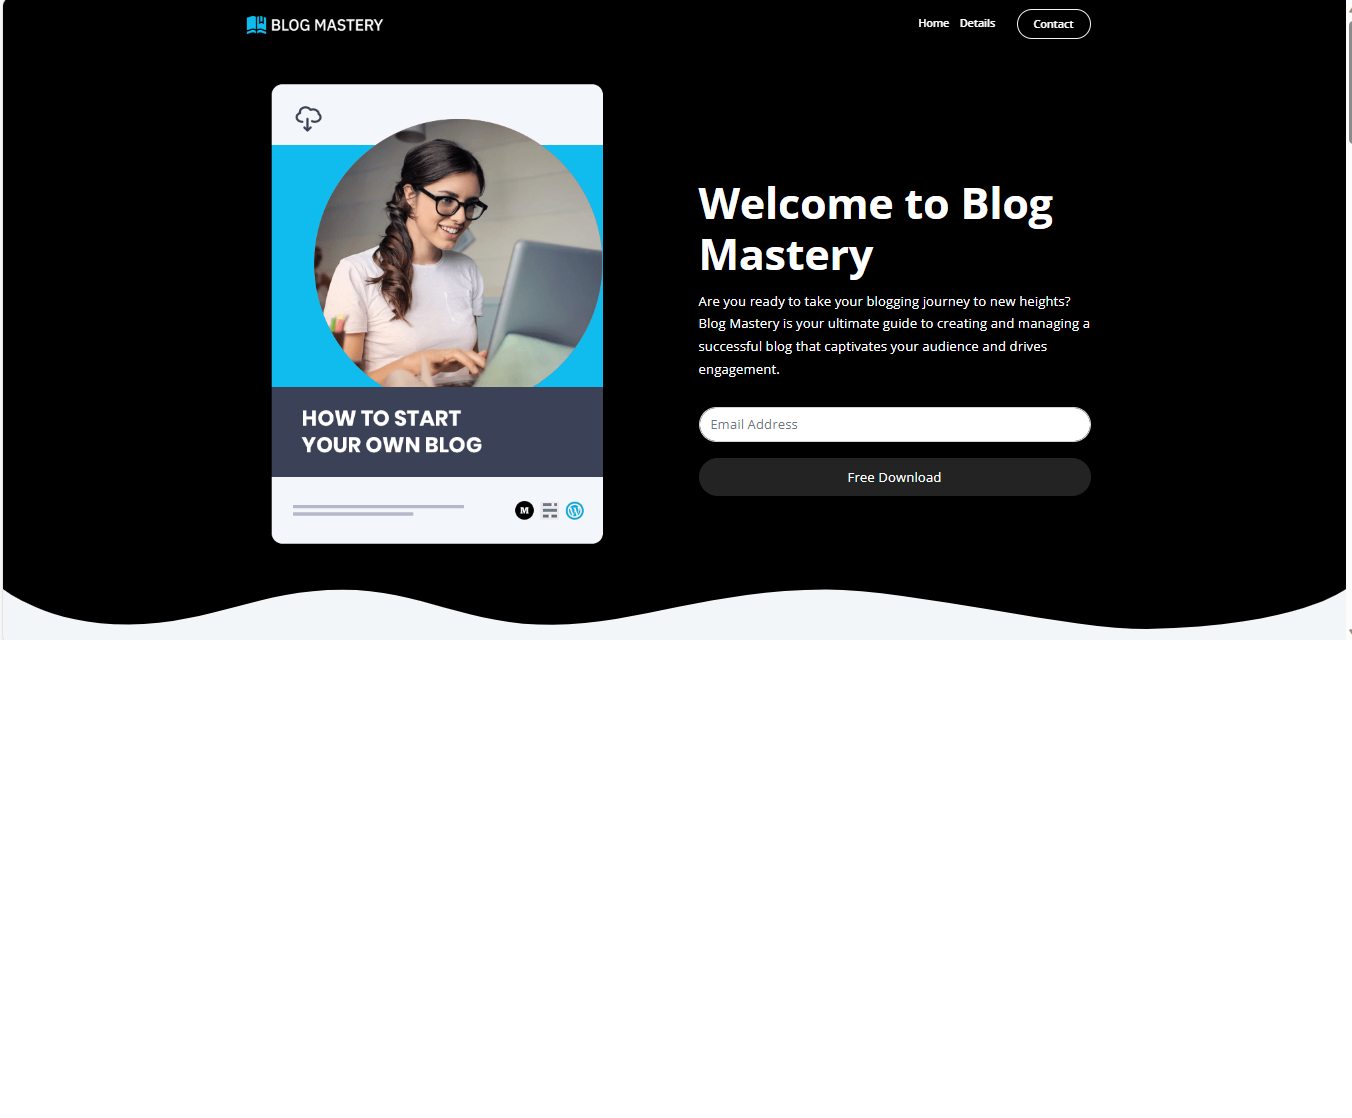 BLOG MASTERY
Home
Details
Contact
HOW TO START
YOUR OWN BLOG
M
W
Welcome to Blog
Mastery
Are you ready to take your blogging journey to new heights?
Blog Mastery is your ultimate guide to creating and managing a
successful blog that captivates your audience and drives
engagement.
Email Address
Free Download